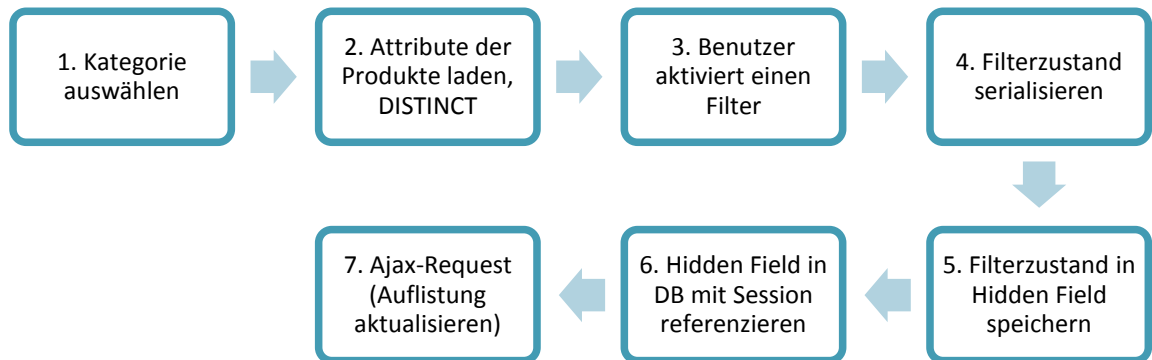 1. Kategorie
auswählen
2. Attribute der
Produkte laden,
DISTINCT
3. Benutzer
aktiviert einen
Filter
4. Filterzustand
serialisieren
5. Filterzustand in
Hidden Field
speichern
6. Hidden Field in
DB mit Session
referenzieren
7. Ajax-Request
(Auflistung
aktualisieren)